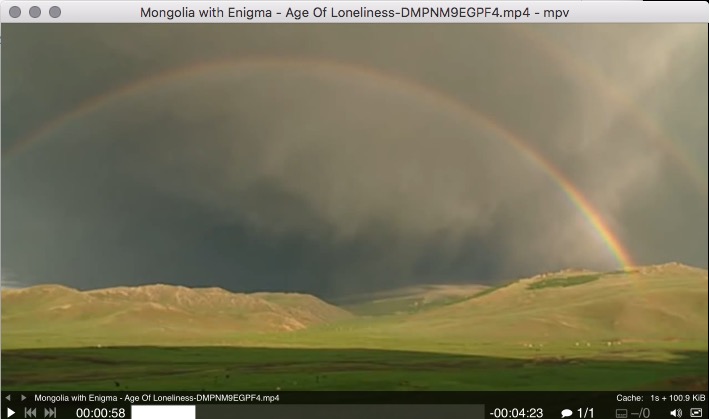 Mongolia with Enigma - Age Of Loneliness-DMPNM9EGPF4.mp4 - mpv
Mongolia with Enigma - Age Of Loneliness-DMPNM9EGPF4.mp4
Cache: 1s + 100.9 KiB
00:00:58
-00:04:23
1/1
–/0